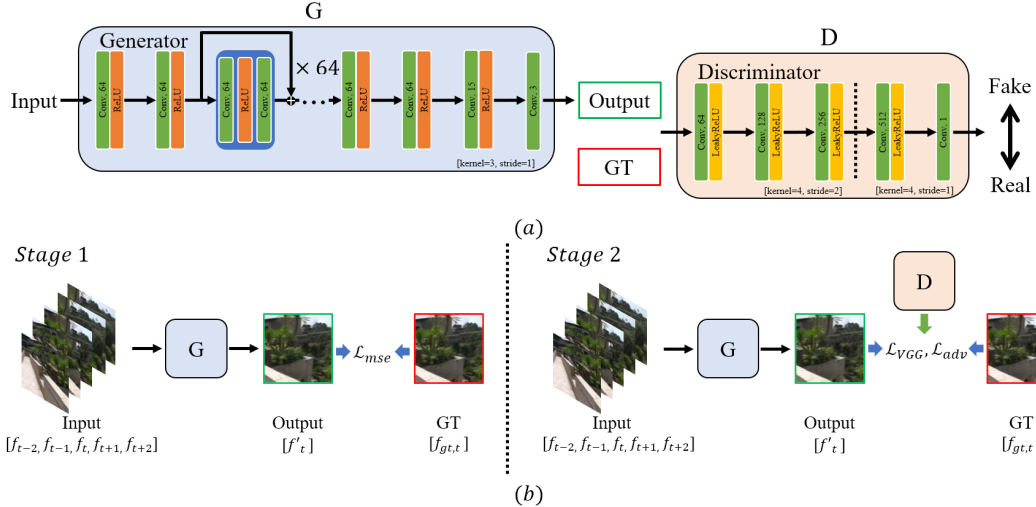 G
Generator
Input
Conv, 64
ReLU
Conv, 64
ReLU
Conv, 64
ReLU
Conv, 64
× 64
Conv, 64
ReLU
Conv, 64
ReLU
Conv, 15
ReLU
Conv, 3
[kernel=3, stride=1]
Output
GT
D
Discriminator
Conv, 64
LeakyReLU
Conv, 128
LeakyReLU
Conv, 256
LeakyReLU
Conv, 512
LeakyReLU
Conv, 1
[kernel=4, stride=2]
[kernel=4, stride=1]
Fake
Real
(a)
Stage 1
G
ℒmse
Input
[ft−2, ft−1, ft, ft+1, ft+2]
Output
[f′t]
GT
[fgt,t]
Stage 2
D
G
ℒVGG, ℒadv
Input
[ft−2, ft−1, ft, ft+1, ft+2]
Output
[f′t]
GT
[fgt,t]
(b)